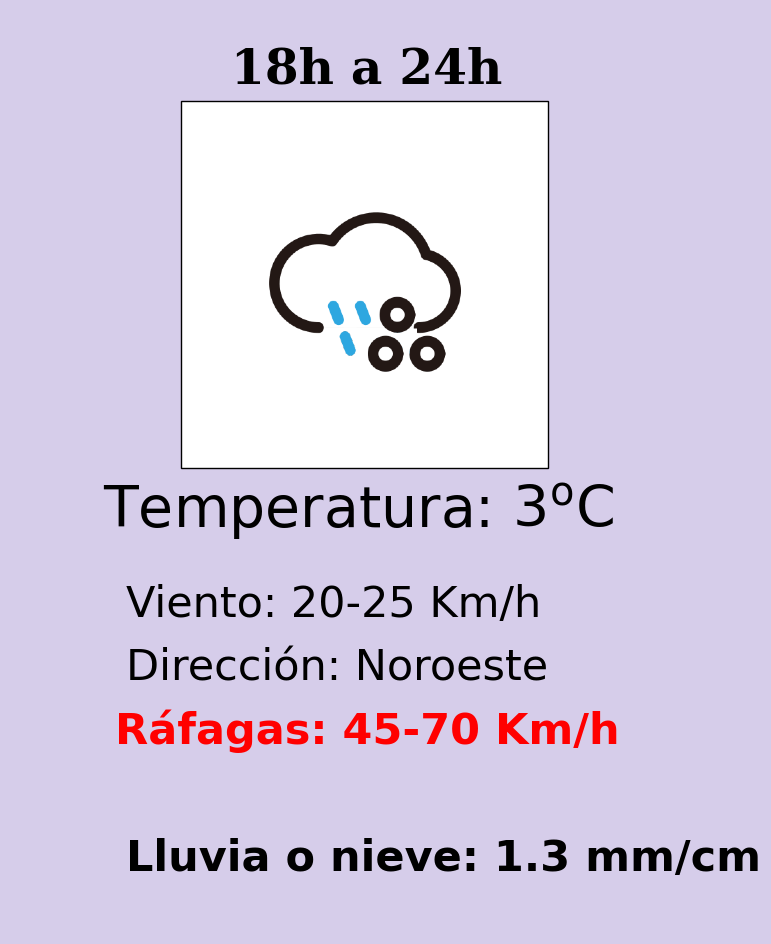 18h a 24h
Temperatura: 3ºC
Viento: 20-25 Km/h
Dirección: Noroeste
Ráfagas: 45-70 Km/h
Lluvia o nieve: 1.3 mm/cm